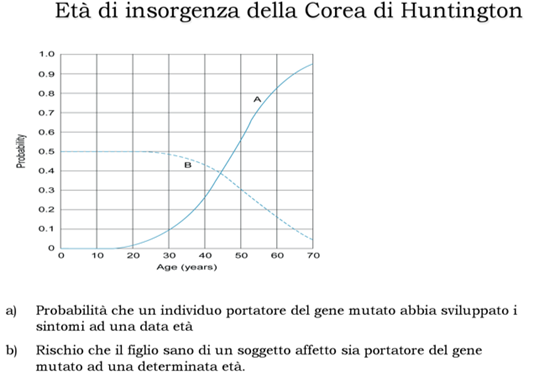 Età di insorgenza della Corea di Huntington
1.0
0.9
0.8
0.7
0.6
0.5
0.4
0.3
0.2
0.1
0
Probability
A
B
0 10 20 30 40 50 60 70
Age (years)
a) Probabilità che un individuo portatore del gene mutato abbia sviluppato i
sintomi ad una data età
b) Rischio che il figlio sano di un soggetto affetto sia portatore del gene
mutato ad una determinata età.